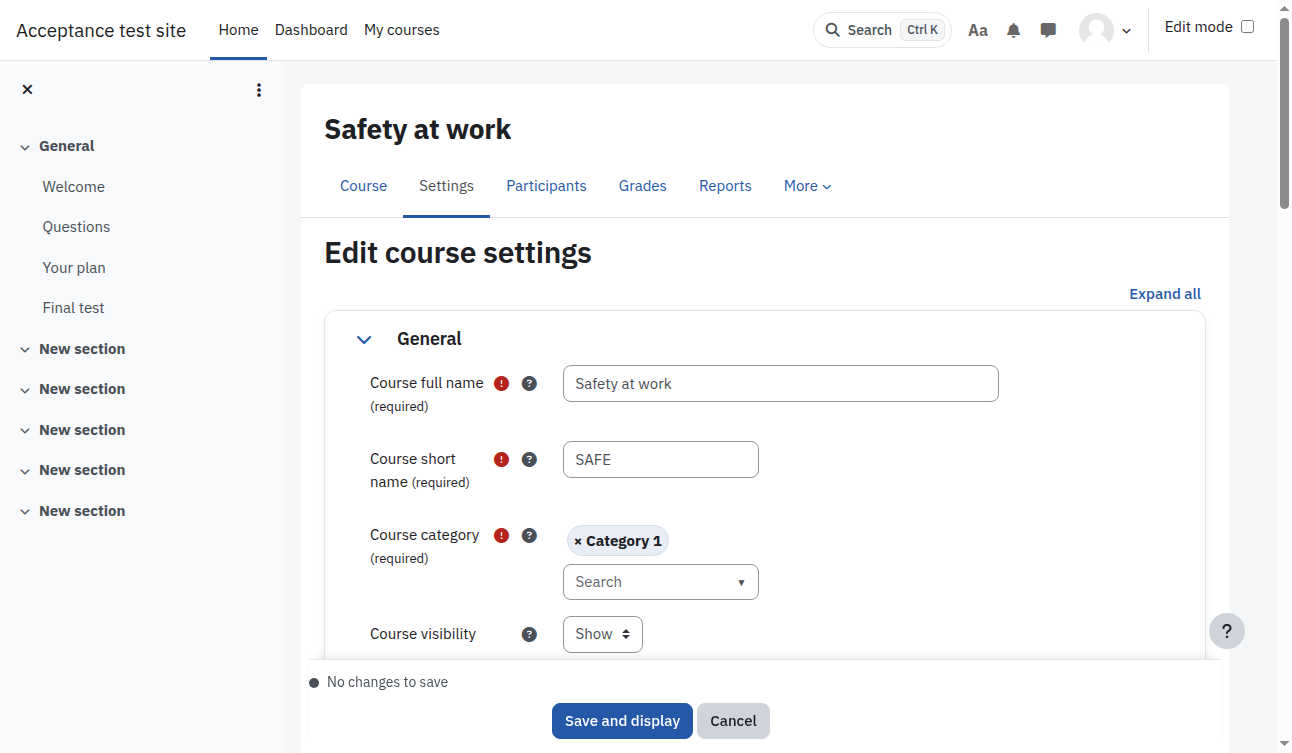 Acceptance test site
Home
Dashboard
My courses
Search
Ctrl K
Aa
Edit mode
General
Welcome
Questions
Your plan
Final test
New section
New section
New section
New section
New section
Safety at work
Course
Settings
Participants
Grades
Reports
More
Edit course settings
Expand all
General
Course full name
(required)
! ?
Safety at work
Course short
name (required)
! ?
SAFE
Course category
(required)
! ?
× Category 1
Search
Course visibility
?
Show
?
No changes to save
Save and display
Cancel